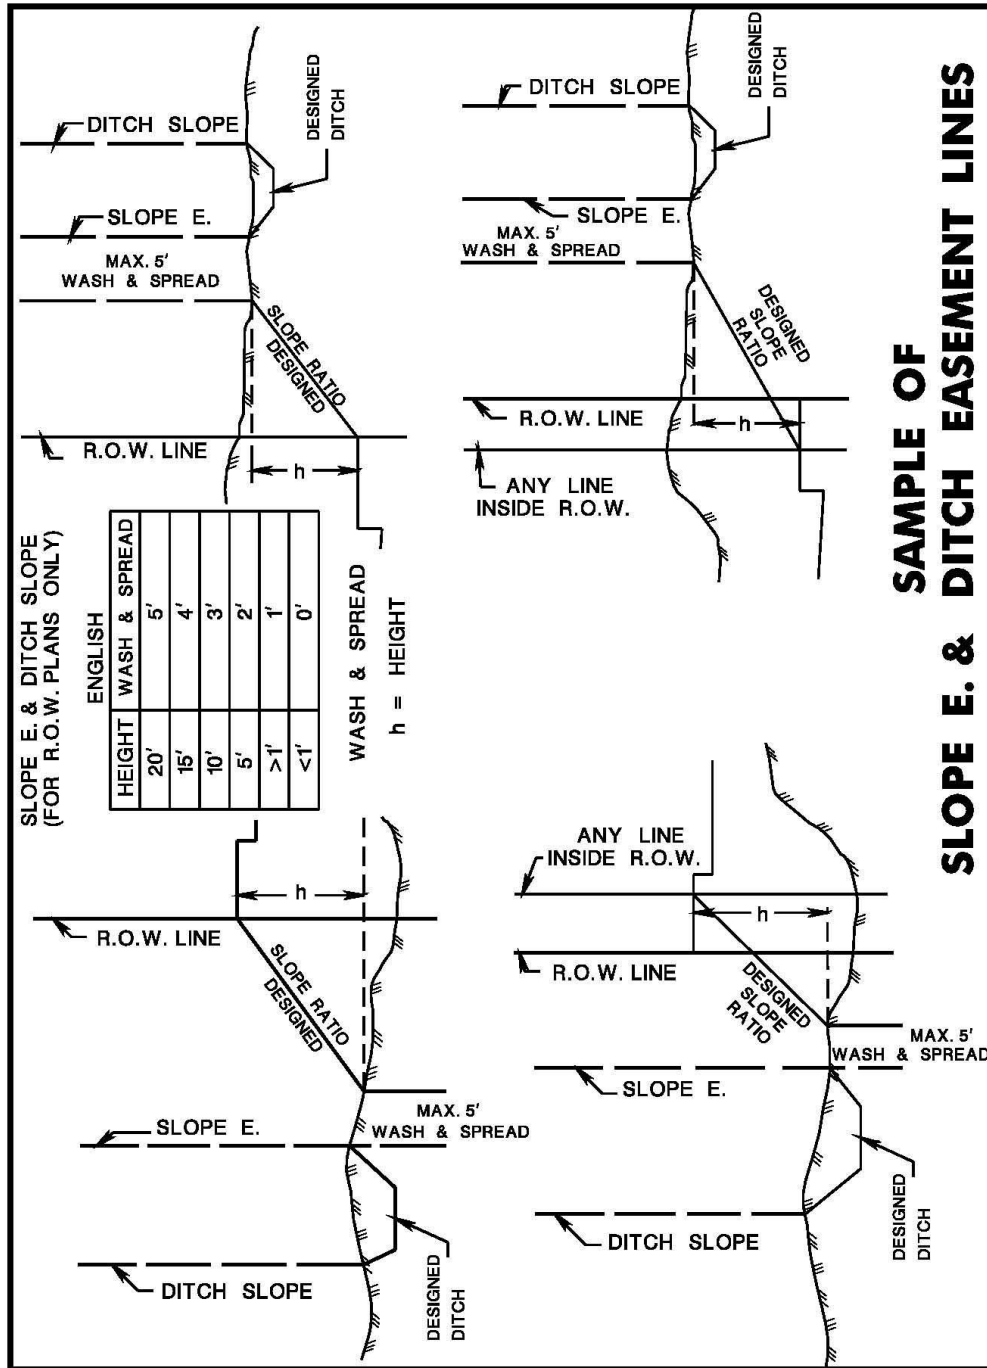 SLOPE E. & DITCH SLOPE
(FOR R.O.W. PLANS ONLY)
ENGLISH
HEIGHT WASH & SPREAD
20' 5'
15' 4'
10' 3'
5' 2'
>1' 1'
<1' 0'
WASH & SPREAD
h = HEIGHT
DITCH SLOPE
SLOPE E.
MAX. 5'
WASH & SPREAD
DESIGNED
DITCH
SLOPE RATIO
DESIGNED
R.O.W. LINE
h
DITCH SLOPE
SLOPE E.
MAX. 5'
WASH & SPREAD
DESIGNED
DITCH
DESIGNED
SLOPE
RATIO
R.O.W. LINE
h
ANY LINE
INSIDE R.O.W.
h
R.O.W. LINE
SLOPE RATIO
DESIGNED
SLOPE E.
MAX. 5'
WASH & SPREAD
DITCH SLOPE
DESIGNED
DITCH
ANY LINE
INSIDE R.O.W.
h
R.O.W. LINE
DESIGNED
SLOPE
RATIO
MAX. 5'
WASH & SPREAD
SLOPE E.
DITCH SLOPE
DESIGNED
DITCH
SAMPLE OF
SLOPE E. & DITCH EASEMENT LINES